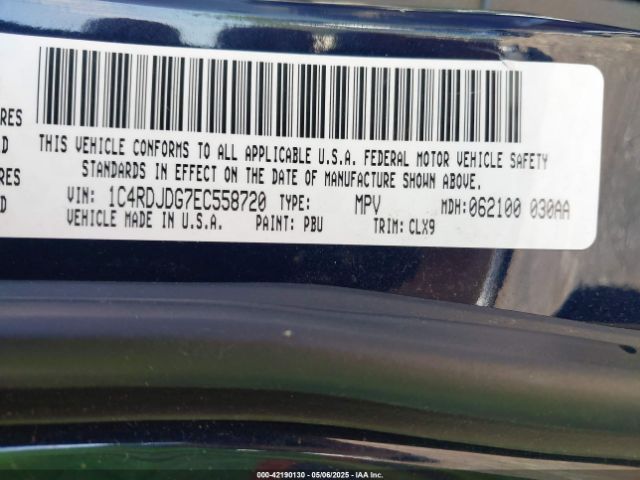 RES
D
RES
D
THIS VEHICLE CONFORMS TO ALL APPLICABLE U.S.A. FEDERAL MOTOR VEHICLE SAFETY
STANDARDS IN EFFECT ON THE DATE OF MANUFACTURE SHOWN ABOVE.
VIN: 1C4RDJDG7EC558720 TYPE: MPV MDH:062100 030AA
VEHICLE MADE IN U.S.A. PAINT: PBU TRIM: CLX9
000-42190130 - 05/06/2025 - IAA Inc.